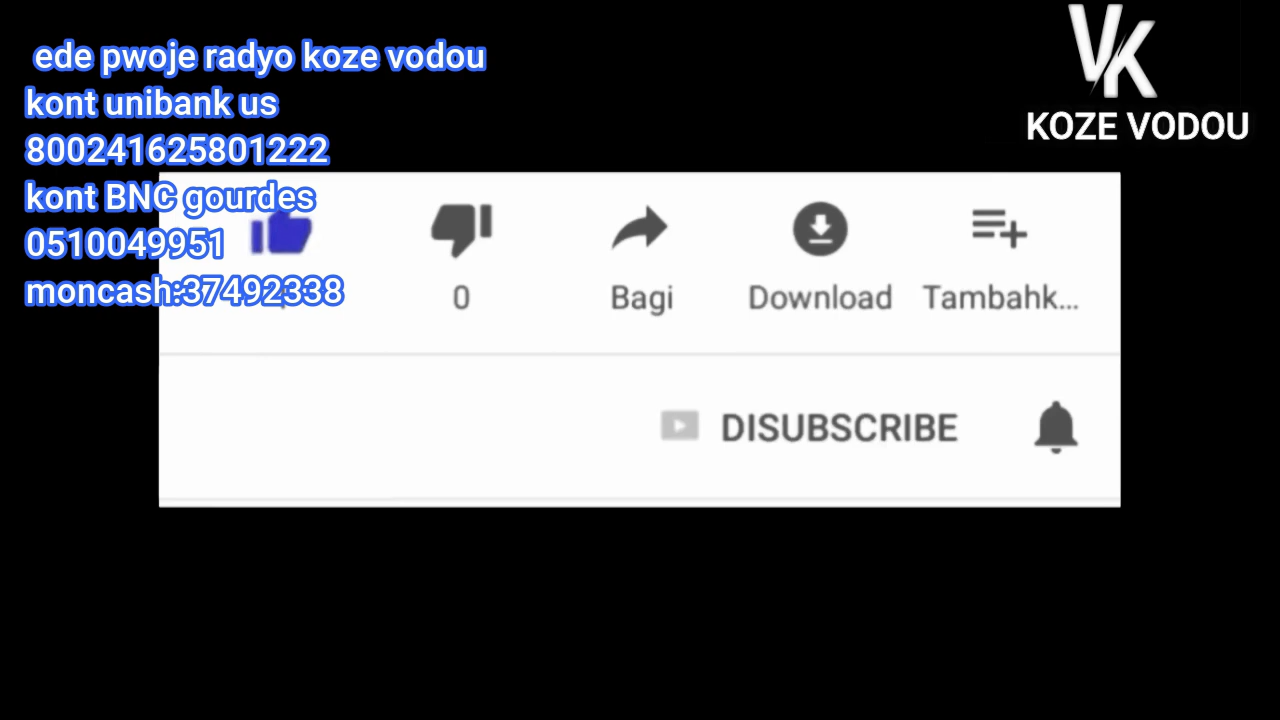 ede pwoje radyo koze vodou
kont unibank us
800241625801222
kont BNC gourdes
0510049951
moncash:37492338
VK
KOZE VODOU
0
Bagi
Download
Tambahk...
DISUBSCRIBE